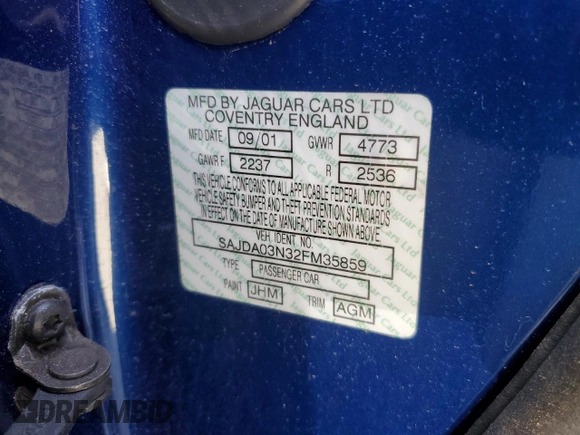 MFD BY JAGUAR CARS LTD
COVENTRY ENGLAND
MFD DATE 09/01 GVWR 4773
GAWR F 2237 R 2536
THIS VEHICLE CONFORMS TO ALL APPLICABLE FEDERAL MOTOR
VEHICLE SAFETY BUMPER AND THEFT PREVENTION STANDARDS
IN EFFECT ON THE DATE OF MANUFACTURE SHOWN ABOVE.
VEH. IDENT. NO.
SAJDA03N32FM35859
TYPE PASSENGER CAR
PAINT JHM TRIM AGM
DREAMBID